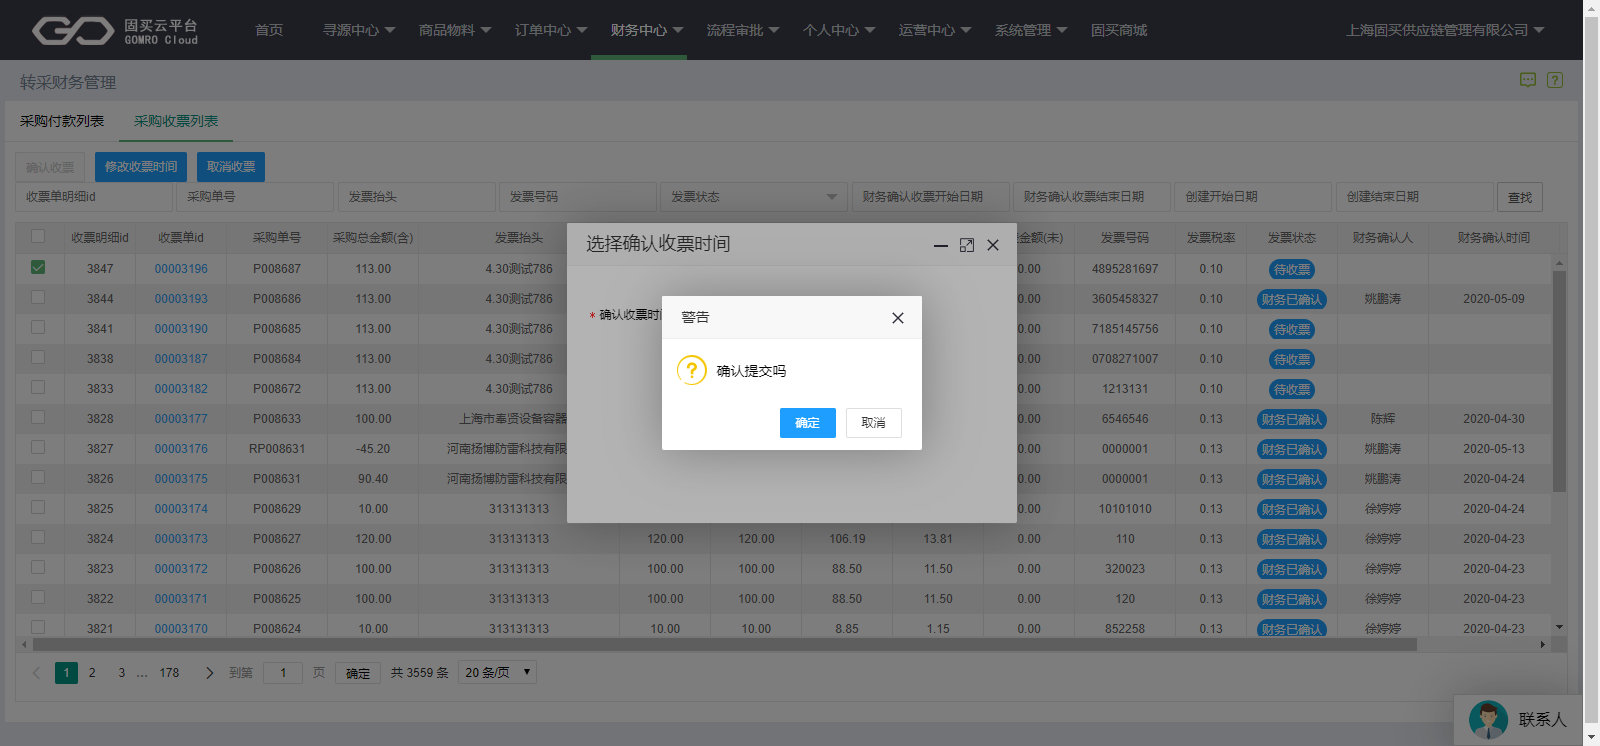 固买云平台 首页 寻源中心 商品物料 订单中心 财务中心 流程审批 个人中心 运营中心 系统管理 固买商城 上海固买供应链管理有限公司
GOMRO Cloud
转采财务管理
采购付款列表 采购收票列表
确认收票 修改收票时间 取消收票
收票单明细id 采购单号 发票抬头 发票号码 发票状态 财务确认收票开始日期 财务确认收票结束日期 创建开始日期 创建结束日期 查找
收票明细id 收票单id 采购单号 采购总金额(含) 发票抬头 金额(未) 发票号码 发票税率 发票状态 财务确认人 财务确认时间
选择确认收票时间
* 确认收票时
警告
确认提交吗
确定 取消
3847 00003196 P008687 113.00 4.30测试786 0.00 4895281697 0.10 待收票
3844 00003193 P008686 113.00 4.30测试786 0.00 3605458327 0.10 财务已确认 姚鹏涛 2020-05-09
3841 00003190 P008685 113.00 4.30测试786 0.00 7185145756 0.10 待收票
3838 00003187 P008684 113.00 4.30测试786 0.00 0708271007 0.10 待收票
3833 00003182 P008672 113.00 4.30测试786 0.00 1213131 0.10 待收票
3828 00003177 P008633 100.00 上海市奉贤设备容器 0.00 6546546 0.13 财务已确认 陈辉 2020-04-30
3827 00003176 RP008631 -45.20 河南扬博防雷科技有限 0.00 0000001 0.13 财务已确认 姚鹏涛 2020-05-13
3826 00003175 P008631 90.40 河南扬博防雷科技有限 0.00 0000001 0.13 财务已确认 姚鹏涛 2020-04-24
3825 00003174 P008629 10.00 313131313 0.00 10101010 0.13 财务已确认 徐婷婷 2020-04-24
3824 00003173 P008627 120.00 313131313 120.00 120.00 106.19 13.81 0.00 110 0.13 财务已确认 徐婷婷 2020-04-23
3823 00003172 P008626 100.00 313131313 100.00 100.00 88.50 11.50 0.00 320023 0.13 财务已确认 徐婷婷 2020-04-23
3822 00003171 P008625 100.00 313131313 100.00 100.00 88.50 11.50 0.00 120 0.13 财务已确认 徐婷婷 2020-04-23
3821 00003170 P008624 10.00 313131313 10.00 10.00 8.85 1.15 0.00 852258 0.13 财务已确认 徐婷婷 2020-04-23
1 2 3 … 178 到第 1 页 确定 共 3559 条 20 条/页
联系人